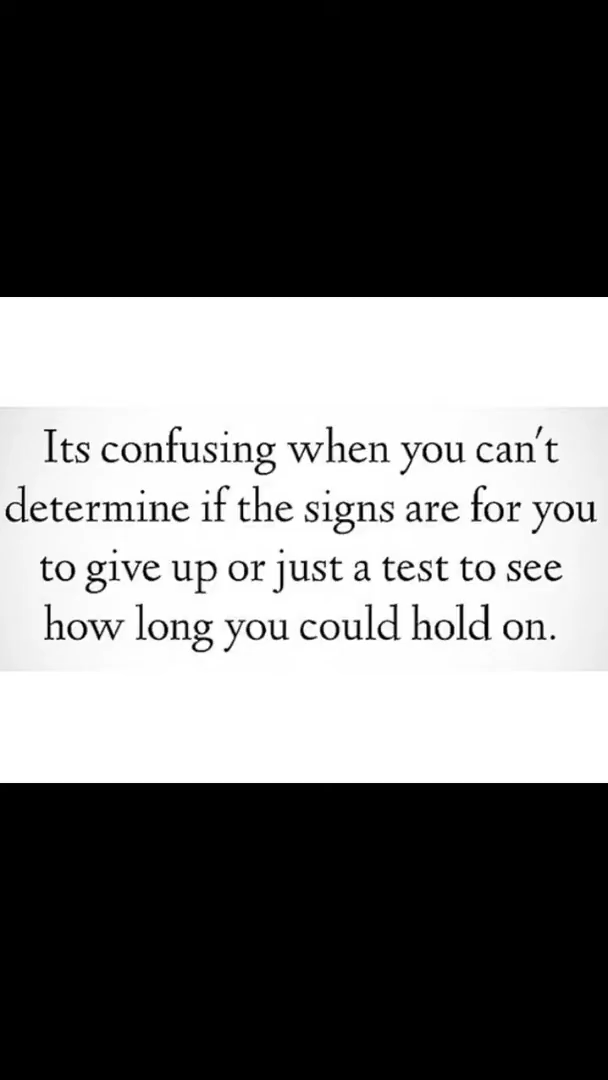 Its confusing when you can't
determine if the signs are for you
to give up or just a test to see
how long you could hold on.